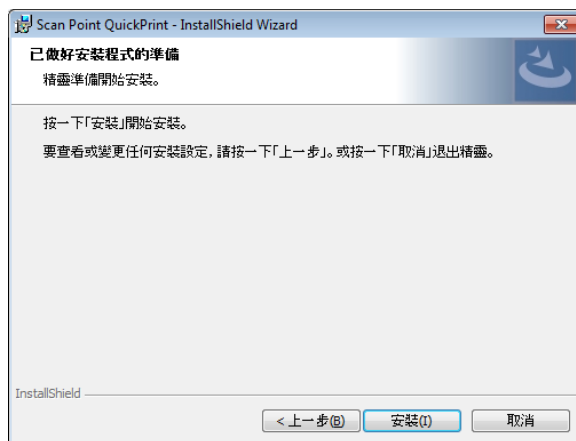 Scan Point QuickPrint - InstallShield Wizard
已做好安裝程式的準備
精靈準備開始安裝。
按一下「安裝」開始安裝。
要查看或變更任何安裝設定，請按一下「上一步」。或按一下「取消」退出精靈。
InstallShield
< 上一步(B)
安裝(I)
取消